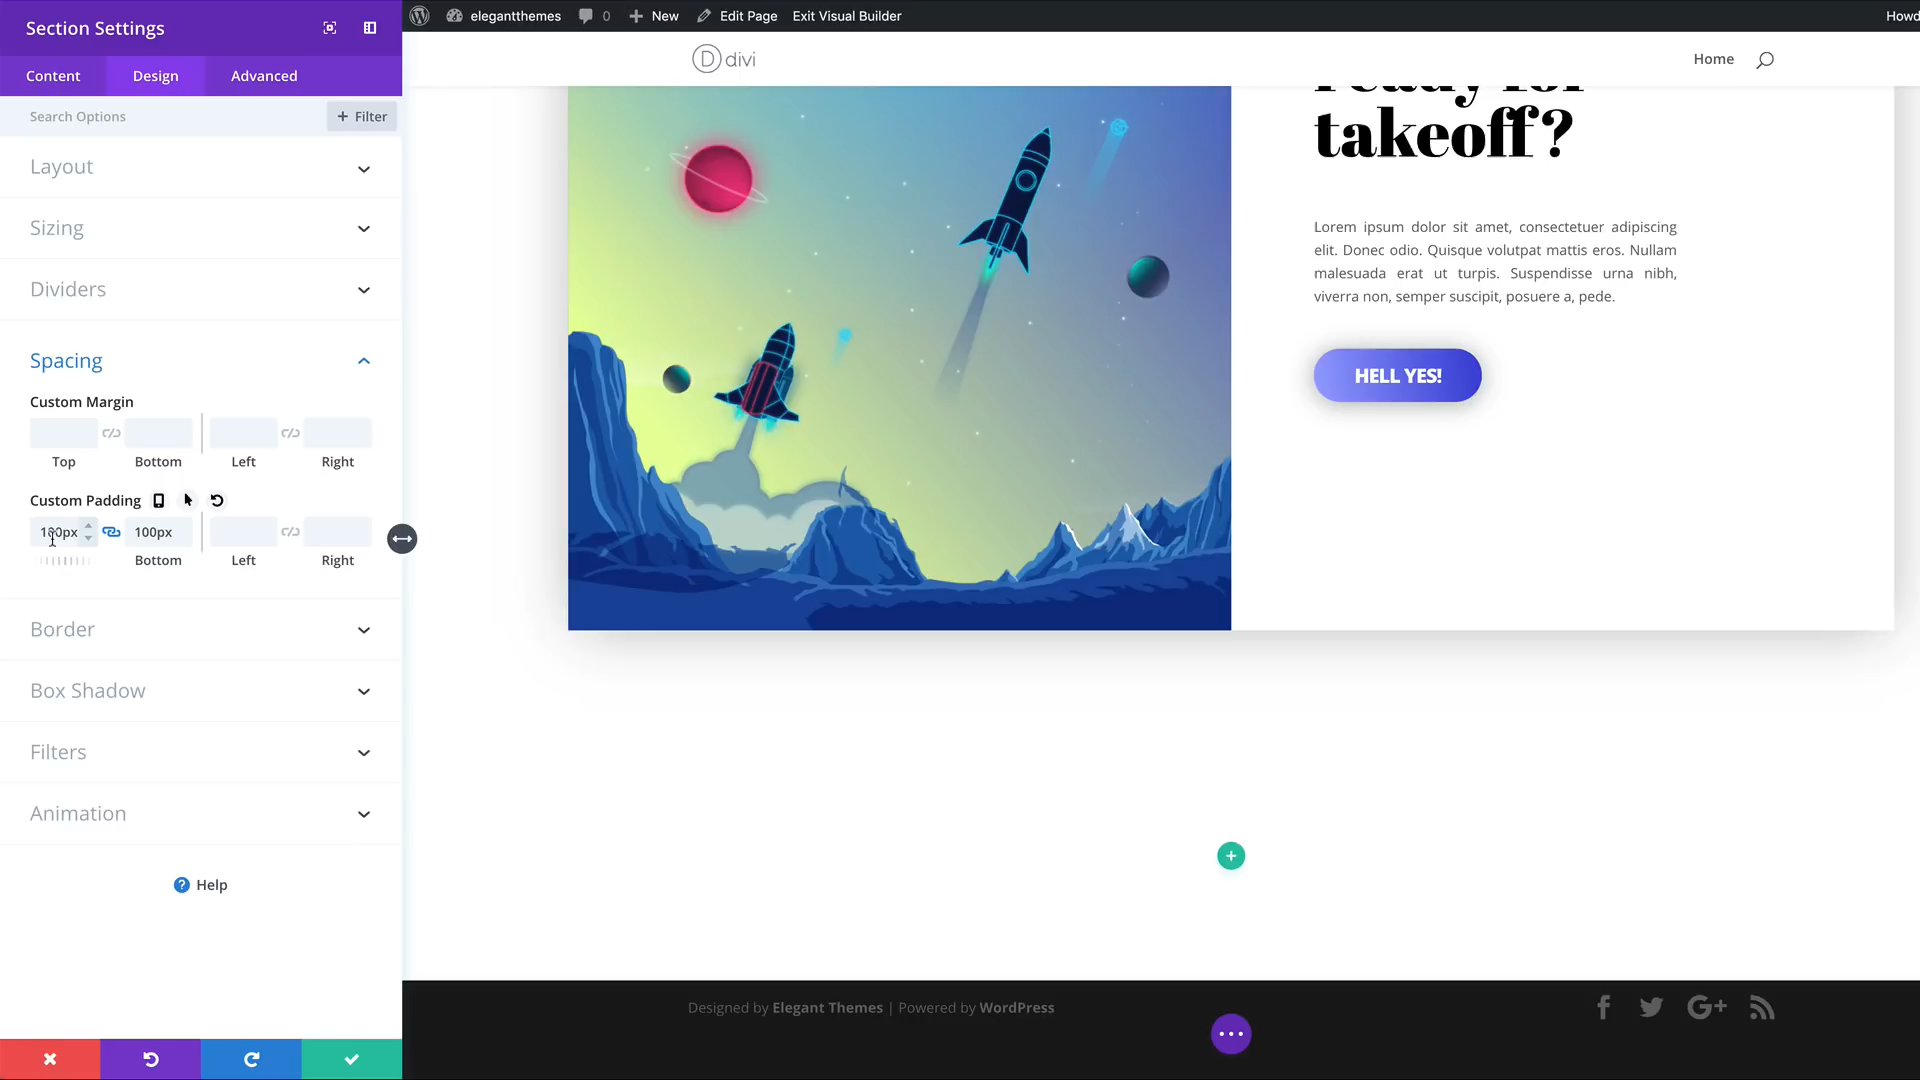 Section Settings
Content
Design
Advanced
Search Options
+ Filter
Layout
Sizing
Dividers
Spacing
Custom Margin
Top
Bottom
Left
Right
Custom Padding
100px
100px
Bottom
Left
Right
Border
Box Shadow
Filters
Animation
? Help
elegantthemes
0
+ New
Edit Page
Exit Visual Builder
D divi
Home
takeoff?
Lorem ipsum dolor sit amet, consectetuer adipiscing
elit. Donec odio. Quisque volutpat mattis eros. Nullam
malesuada erat ut turpis. Suspendisse urna nibh,
viverra non, semper suscipit, posuere a, pede.
HELL YES!
Designed by Elegant Themes | Powered by WordPress